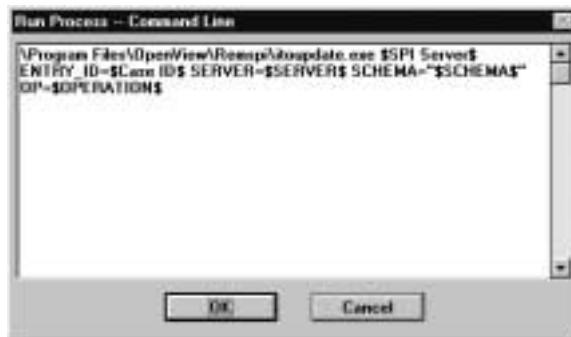 Run Process -- Command Line
\Program Files\OpenView\Remspi\itoupdate.exe $SPI Server$
ENTRY_ID=$Case ID$ SERVER=$SERVER$ SCHEMA="$SCHEMA$"
OP=$OPERATION$
OK Cancel